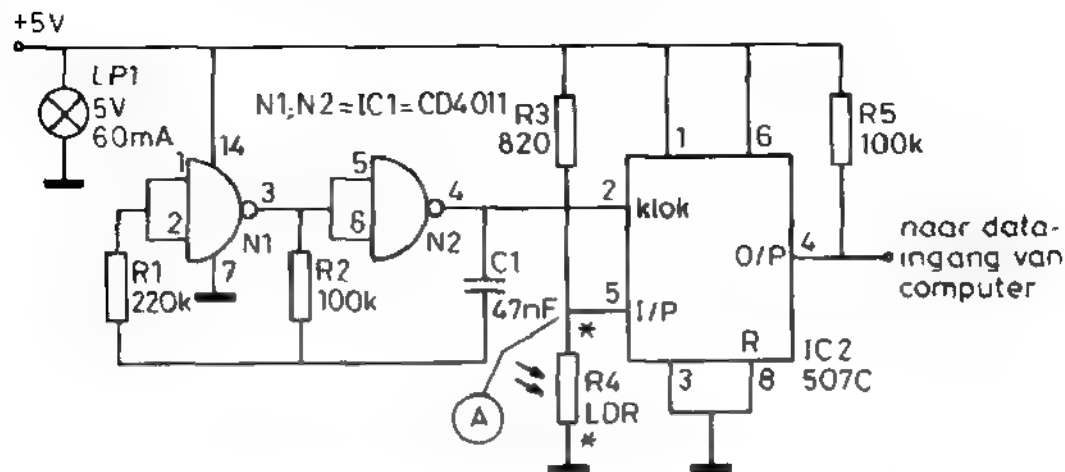 +5V
LP1
5V
60mA
N1;N2=IC1=CD4011
R3
820
R5
100k
14
1
2
3
N1
7
5
6
4
N2
R1
220k
R2
100k
C1
47nF
A
*
R4
LDR
*
1
6
2
klok
5
I/P
O/P
4
R
3
8
IC2
507C
naar data-
ingang van
computer